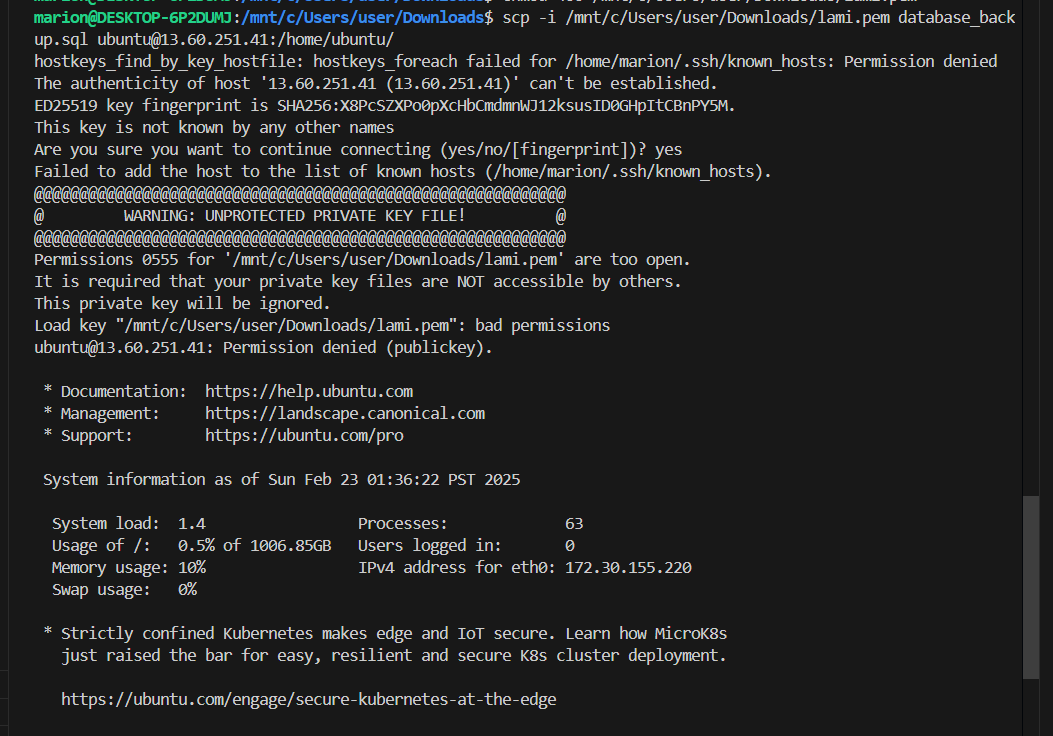 marion@DESKTOP-6P2DUMJ:/mnt/c/Users/user/Downloads$ scp -i /mnt/c/Users/user/Downloads/lami.pem database_back
up.sql ubuntu@13.60.251.41:/home/ubuntu/
hostkeys_find_by_key_hostfile: hostkeys_foreach failed for /home/marion/.ssh/known_hosts: Permission denied
The authenticity of host '13.60.251.41 (13.60.251.41)' can't be established.
ED25519 key fingerprint is SHA256:X8PcSZXPo0pXcHbCmdmnWJ12ksusID0GHpItCBnPY5M.
This key is not known by any other names
Are you sure you want to continue connecting (yes/no/[fingerprint])? yes
Failed to add the host to the list of known hosts (/home/marion/.ssh/known_hosts).
@@@@@@@@@@@@@@@@@@@@@@@@@@@@@@@@@@@@@@@@@@@@@@@@@@@@@@@@@@@
@         WARNING: UNPROTECTED PRIVATE KEY FILE!          @
@@@@@@@@@@@@@@@@@@@@@@@@@@@@@@@@@@@@@@@@@@@@@@@@@@@@@@@@@@@
Permissions 0555 for '/mnt/c/Users/user/Downloads/lami.pem' are too open.
It is required that your private key files are NOT accessible by others.
This private key will be ignored.
Load key "/mnt/c/Users/user/Downloads/lami.pem": bad permissions
ubuntu@13.60.251.41: Permission denied (publickey).
* Documentation:  https://help.ubuntu.com
* Management:     https://landscape.canonical.com
* Support:        https://ubuntu.com/pro
System information as of Sun Feb 23 01:36:22 PST 2025
System load:  1.4                 Processes:             63
Usage of /:   0.5% of 1006.85GB   Users logged in:       0
Memory usage: 10%                 IPv4 address for eth0: 172.30.155.220
Swap usage:   0%
* Strictly confined Kubernetes makes edge and IoT secure. Learn how MicroK8s
just raised the bar for easy, resilient and secure K8s cluster deployment.
https://ubuntu.com/engage/secure-kubernetes-at-the-edge